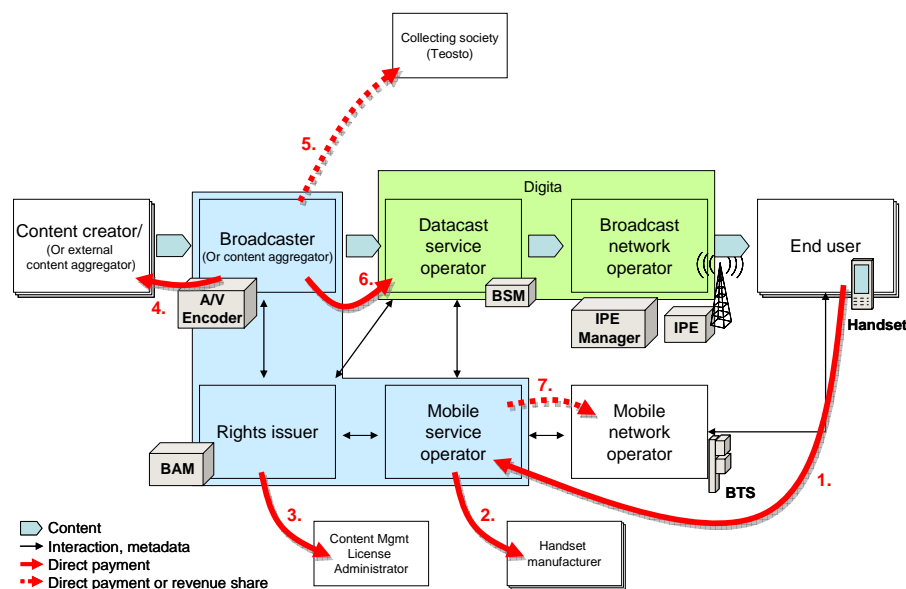 Collecting society
(Teosto)
5.
Digita
Content creator/
(Or external
content aggregator)
Broadcaster
(Or content aggregator)
Datacast
service
operator
Broadcast
network
operator
End user
4.
A/V
Encoder
6.
BSM
IPE
Manager
IPE
Handset
Rights issuer
BAM
Mobile
service
operator
7.
Mobile
network
operator
BTS
1.
3.
2.
Content Mgmt
License
Administrator
Handset
manufacturer
Content
Interaction, metadata
Direct payment
Direct payment or revenue share